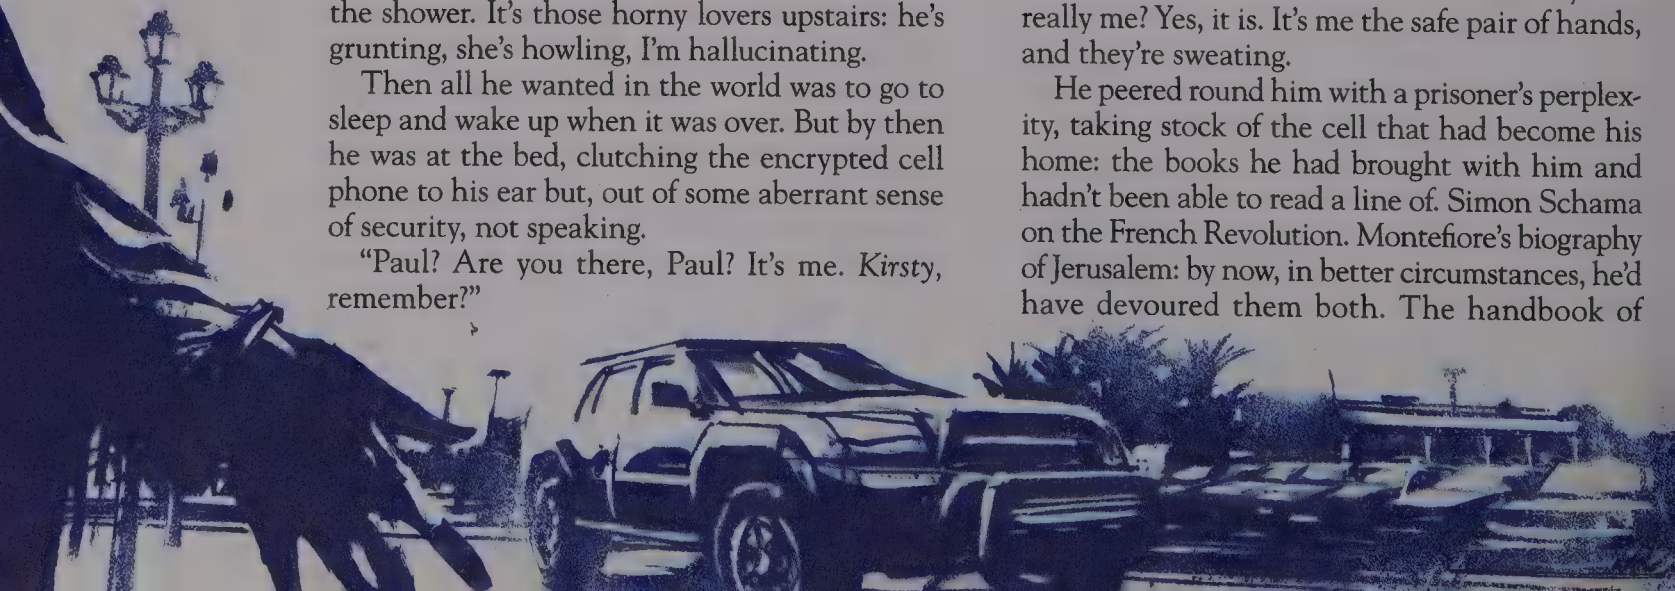 the shower. It's those horny lovers upstairs: he's
grunting, she's howling, I'm hallucinating.
Then all he wanted in the world was to go to
sleep and wake up when it was over. But by then
he was at the bed, clutching the encrypted cell
phone to his ear but, out of some aberrant sense
of security, not speaking.
"Paul? Are you there, Paul? It's me. Kirsty,
remember?"
really me? Yes, it is. It's me the safe pair of hands,
and they're sweating.
He peered round him with a prisoner's perplex-
ity, taking stock of the cell that had become his
home: the books he had brought with him and
hadn't been able to read a line of. Simon Schama
on the French Revolution. Montefiore's biography
of Jerusalem: by now, in better circumstances, he'd
have devoured them both. The handbook of